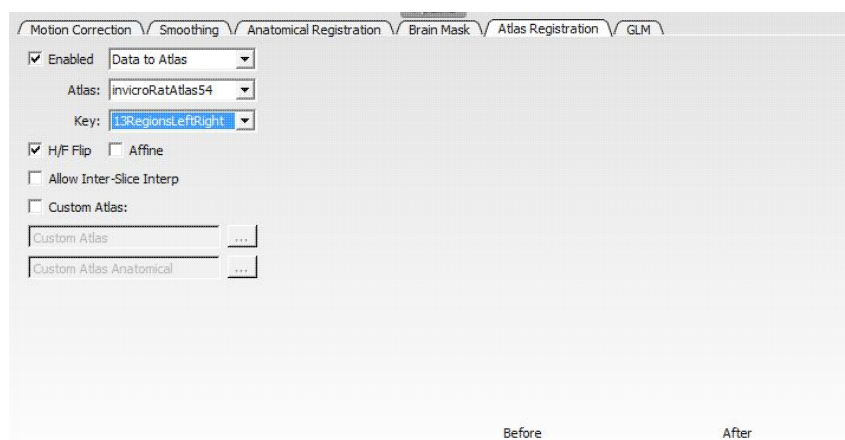 Motion Correction Smoothing Anatomical Registration Brain Mask Atlas Registration GLM
Enabled Data to Atlas
Atlas: invicroRatAtlas54
Key: 13RegionsLeftRight
H/F Flip Affine
Allow Inter-Slice Interp
Custom Atlas:
Custom Atlas ...
Custom Atlas Anatomical ...
Before After